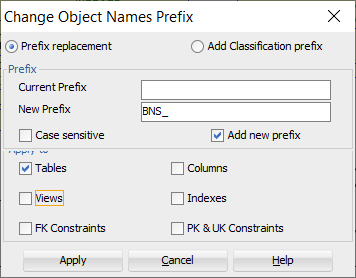 Change Object Names Prefix
Prefix replacement Add Classification prefix
Prefix
Current Prefix
New Prefix BNS_
Case sensitive Add new prefix
Apply to
Tables Columns
Views Indexes
FK Constraints PK & UK Constraints
Apply Cancel Help